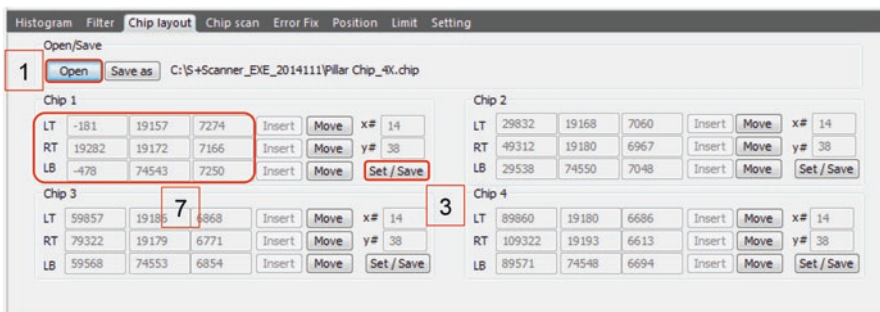 Histogram Filter Chip layout Chip scan Error Fix Position Limit Setting
Open/Save
1 Open Save as C:\S+Scanner_EXE_2014111\Pillar Chip_4X.chip
Chip 1
LT -181 19157 7274 Insert Move x# 14
RT 19282 19172 7166 Insert Move y# 38
LB -478 74543 7250 Insert Move Set / Save
Chip 2
LT 29832 19168 7060 Insert Move x# 14
RT 49312 19180 6967 Insert Move y# 38
LB 29538 74550 7048 Insert Move Set / Save
7
3
Chip 3
LT 59857 19186 6868 Insert Move x# 14
RT 79322 19179 6771 Insert Move y# 38
LB 59568 74553 6854 Insert Move Set / Save
Chip 4
LT 89860 19180 6686 Insert Move x# 14
RT 109322 19193 6613 Insert Move y# 38
LB 89571 74548 6694 Insert Move Set / Save